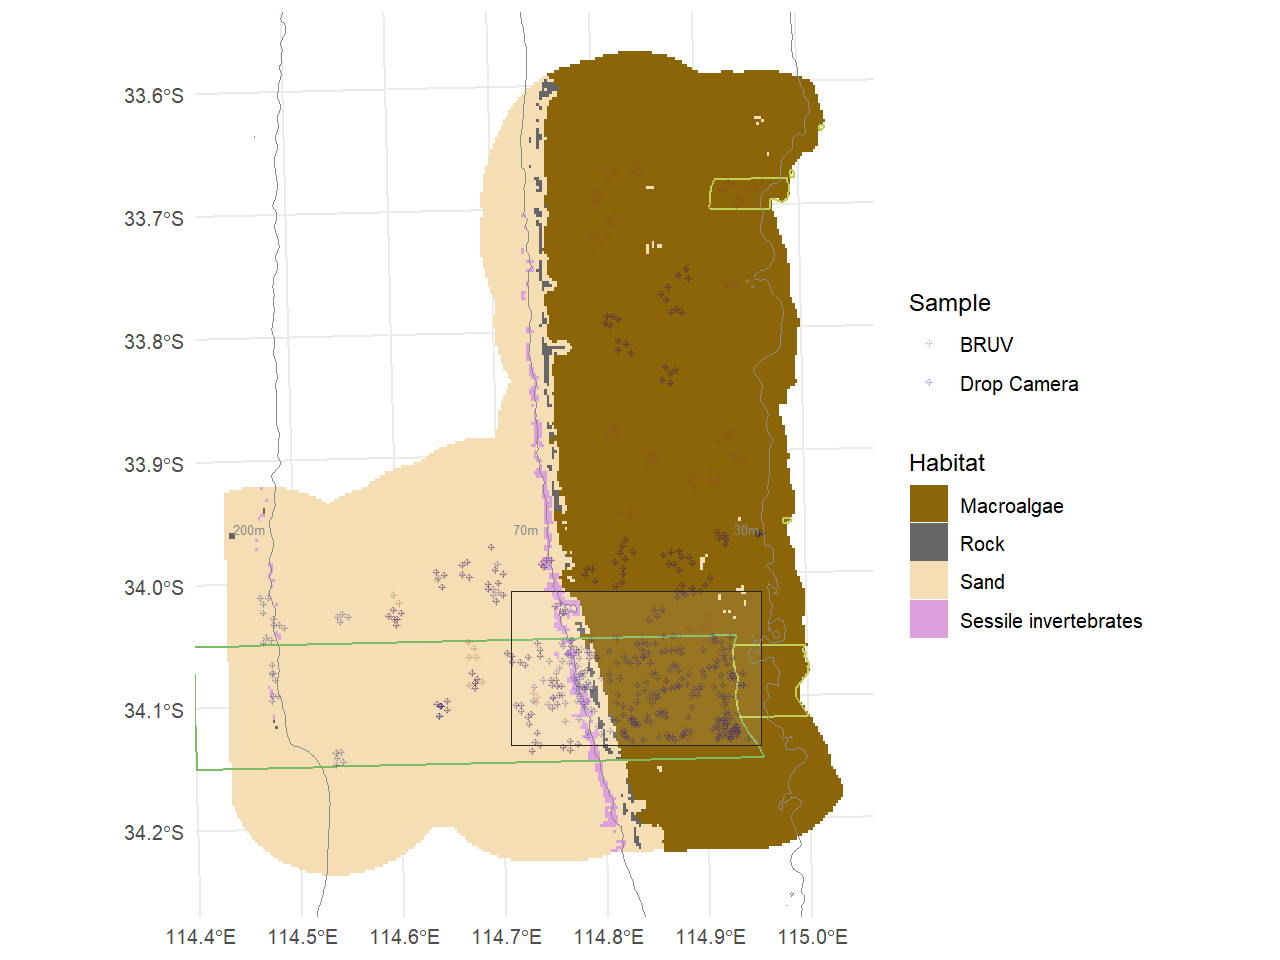 33.6°S
33.7°S
33.8°S
33.9°S
34.0°S
34.1°S
34.2°S
200m
70m
30m
114.4°E
114.5°E
114.6°E
114.7°E
114.8°E
114.9°E
115.0°E
Sample
BRUV
Drop Camera
Habitat
Macroalgae
Rock
Sand
Sessile invertebrates